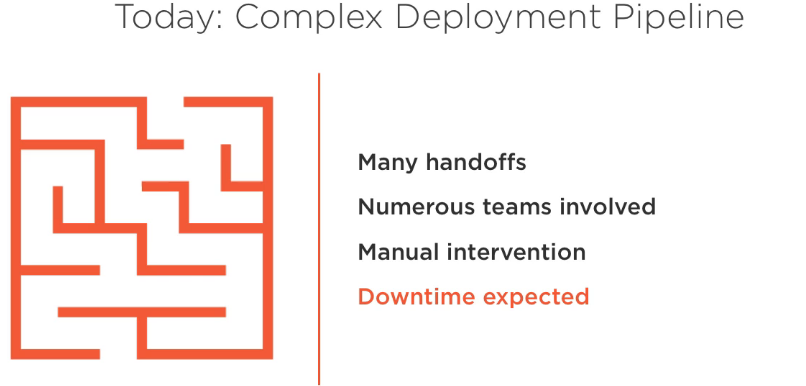 Today: Complex Deployment Pipeline
Many handoffs
Numerous teams involved
Manual intervention
Downtime expected